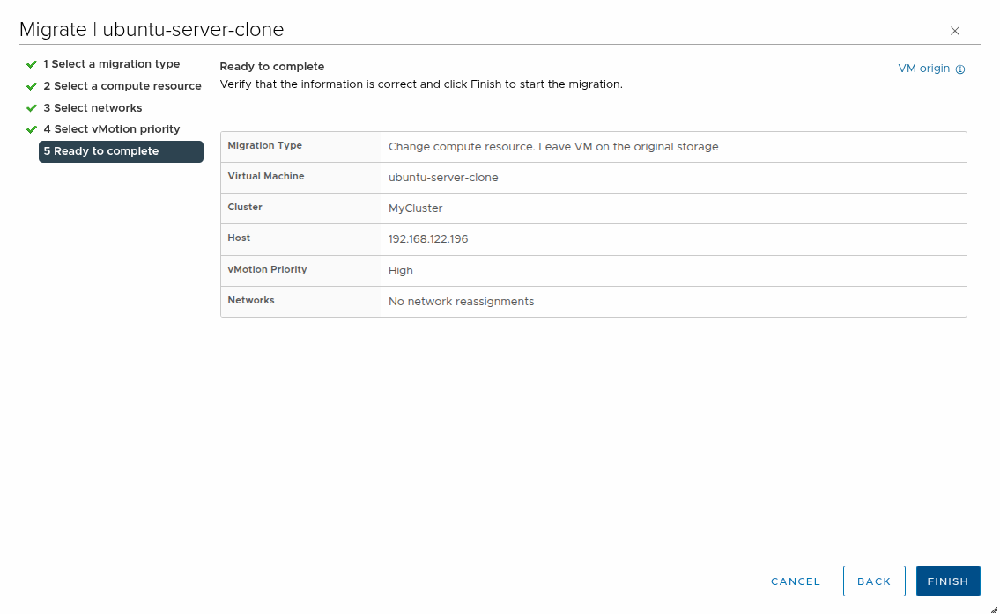 Migrate | ubuntu-server-clone
1 Select a migration type
2 Select a compute resource
3 Select networks
4 Select vMotion priority
5 Ready to complete
Ready to complete
Verify that the information is correct and click Finish to start the migration.
VM origin
Migration Type Change compute resource. Leave VM on the original storage
Virtual Machine ubuntu-server-clone
Cluster MyCluster
Host 192.168.122.196
vMotion Priority High
Networks No network reassignments
CANCEL BACK FINISH